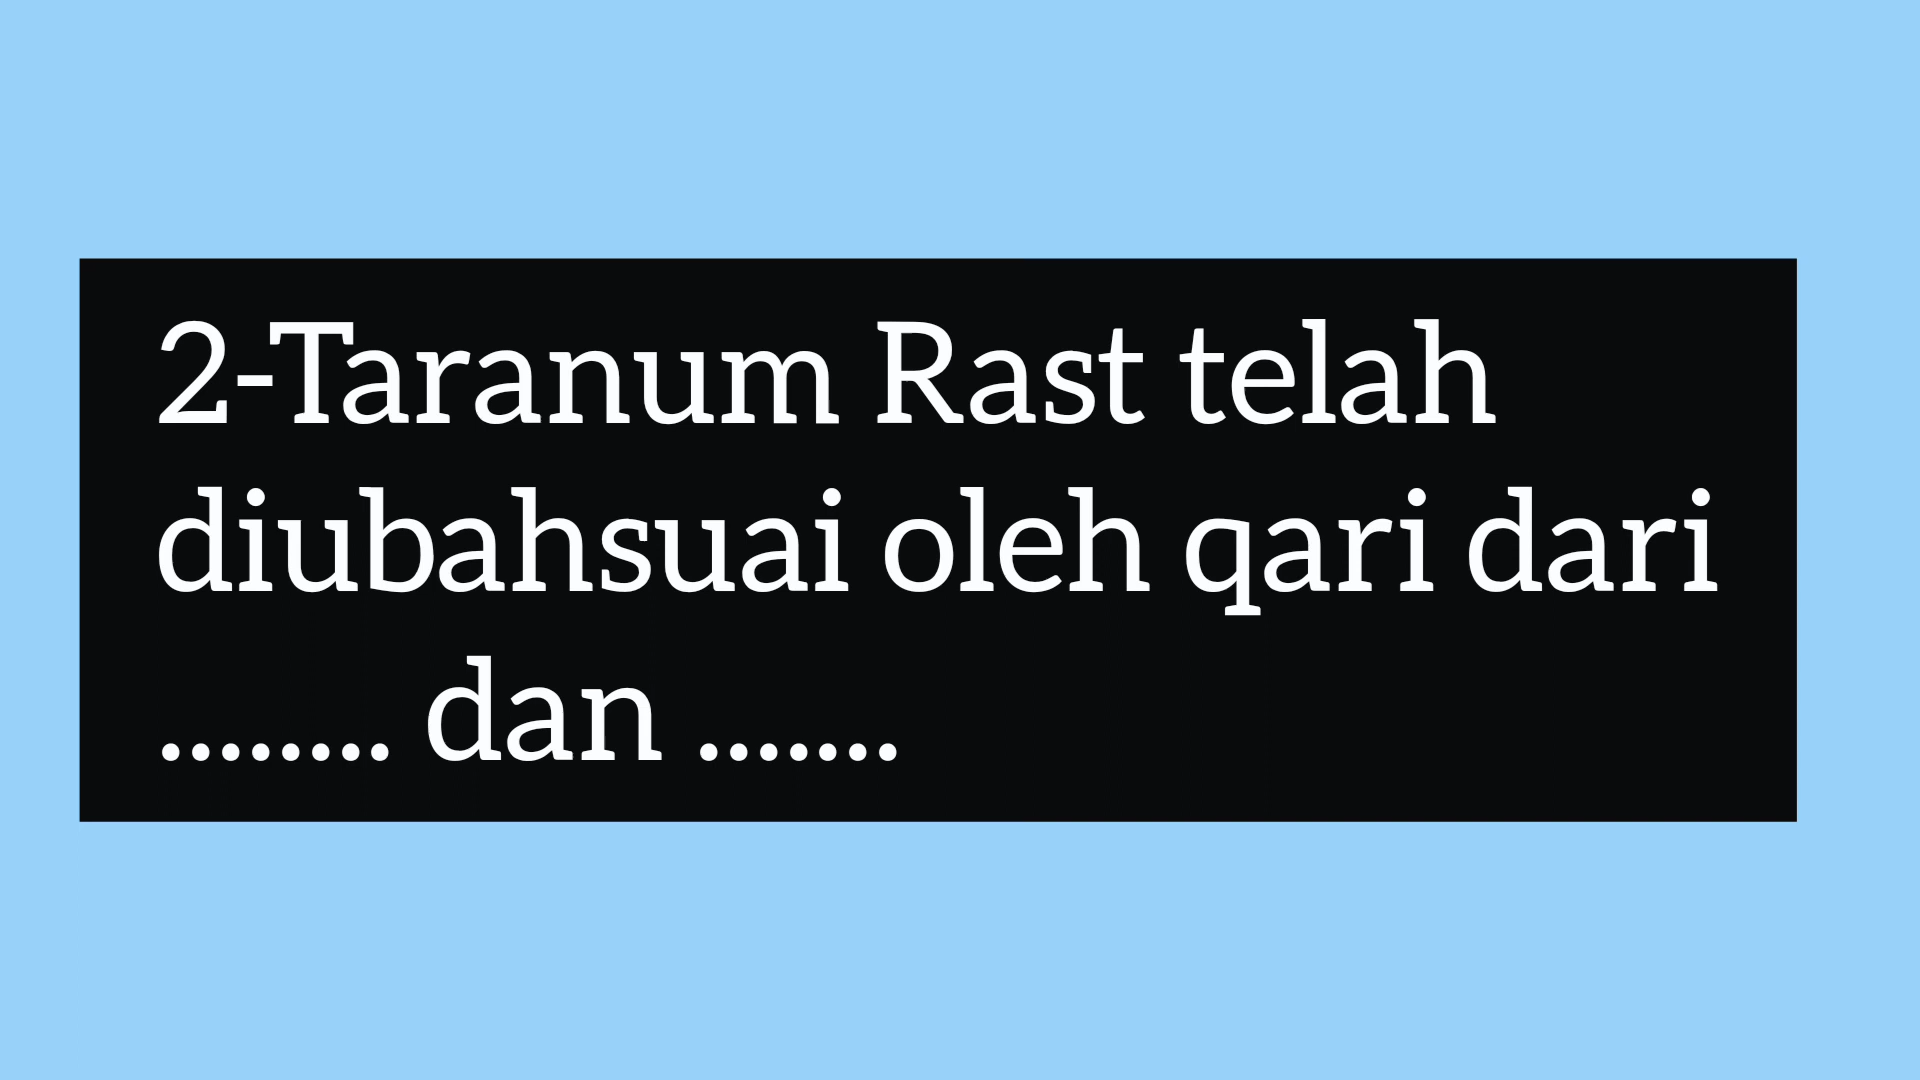 2-Taranum Rast telah
diubahsuai oleh qari dari
........ dan .......